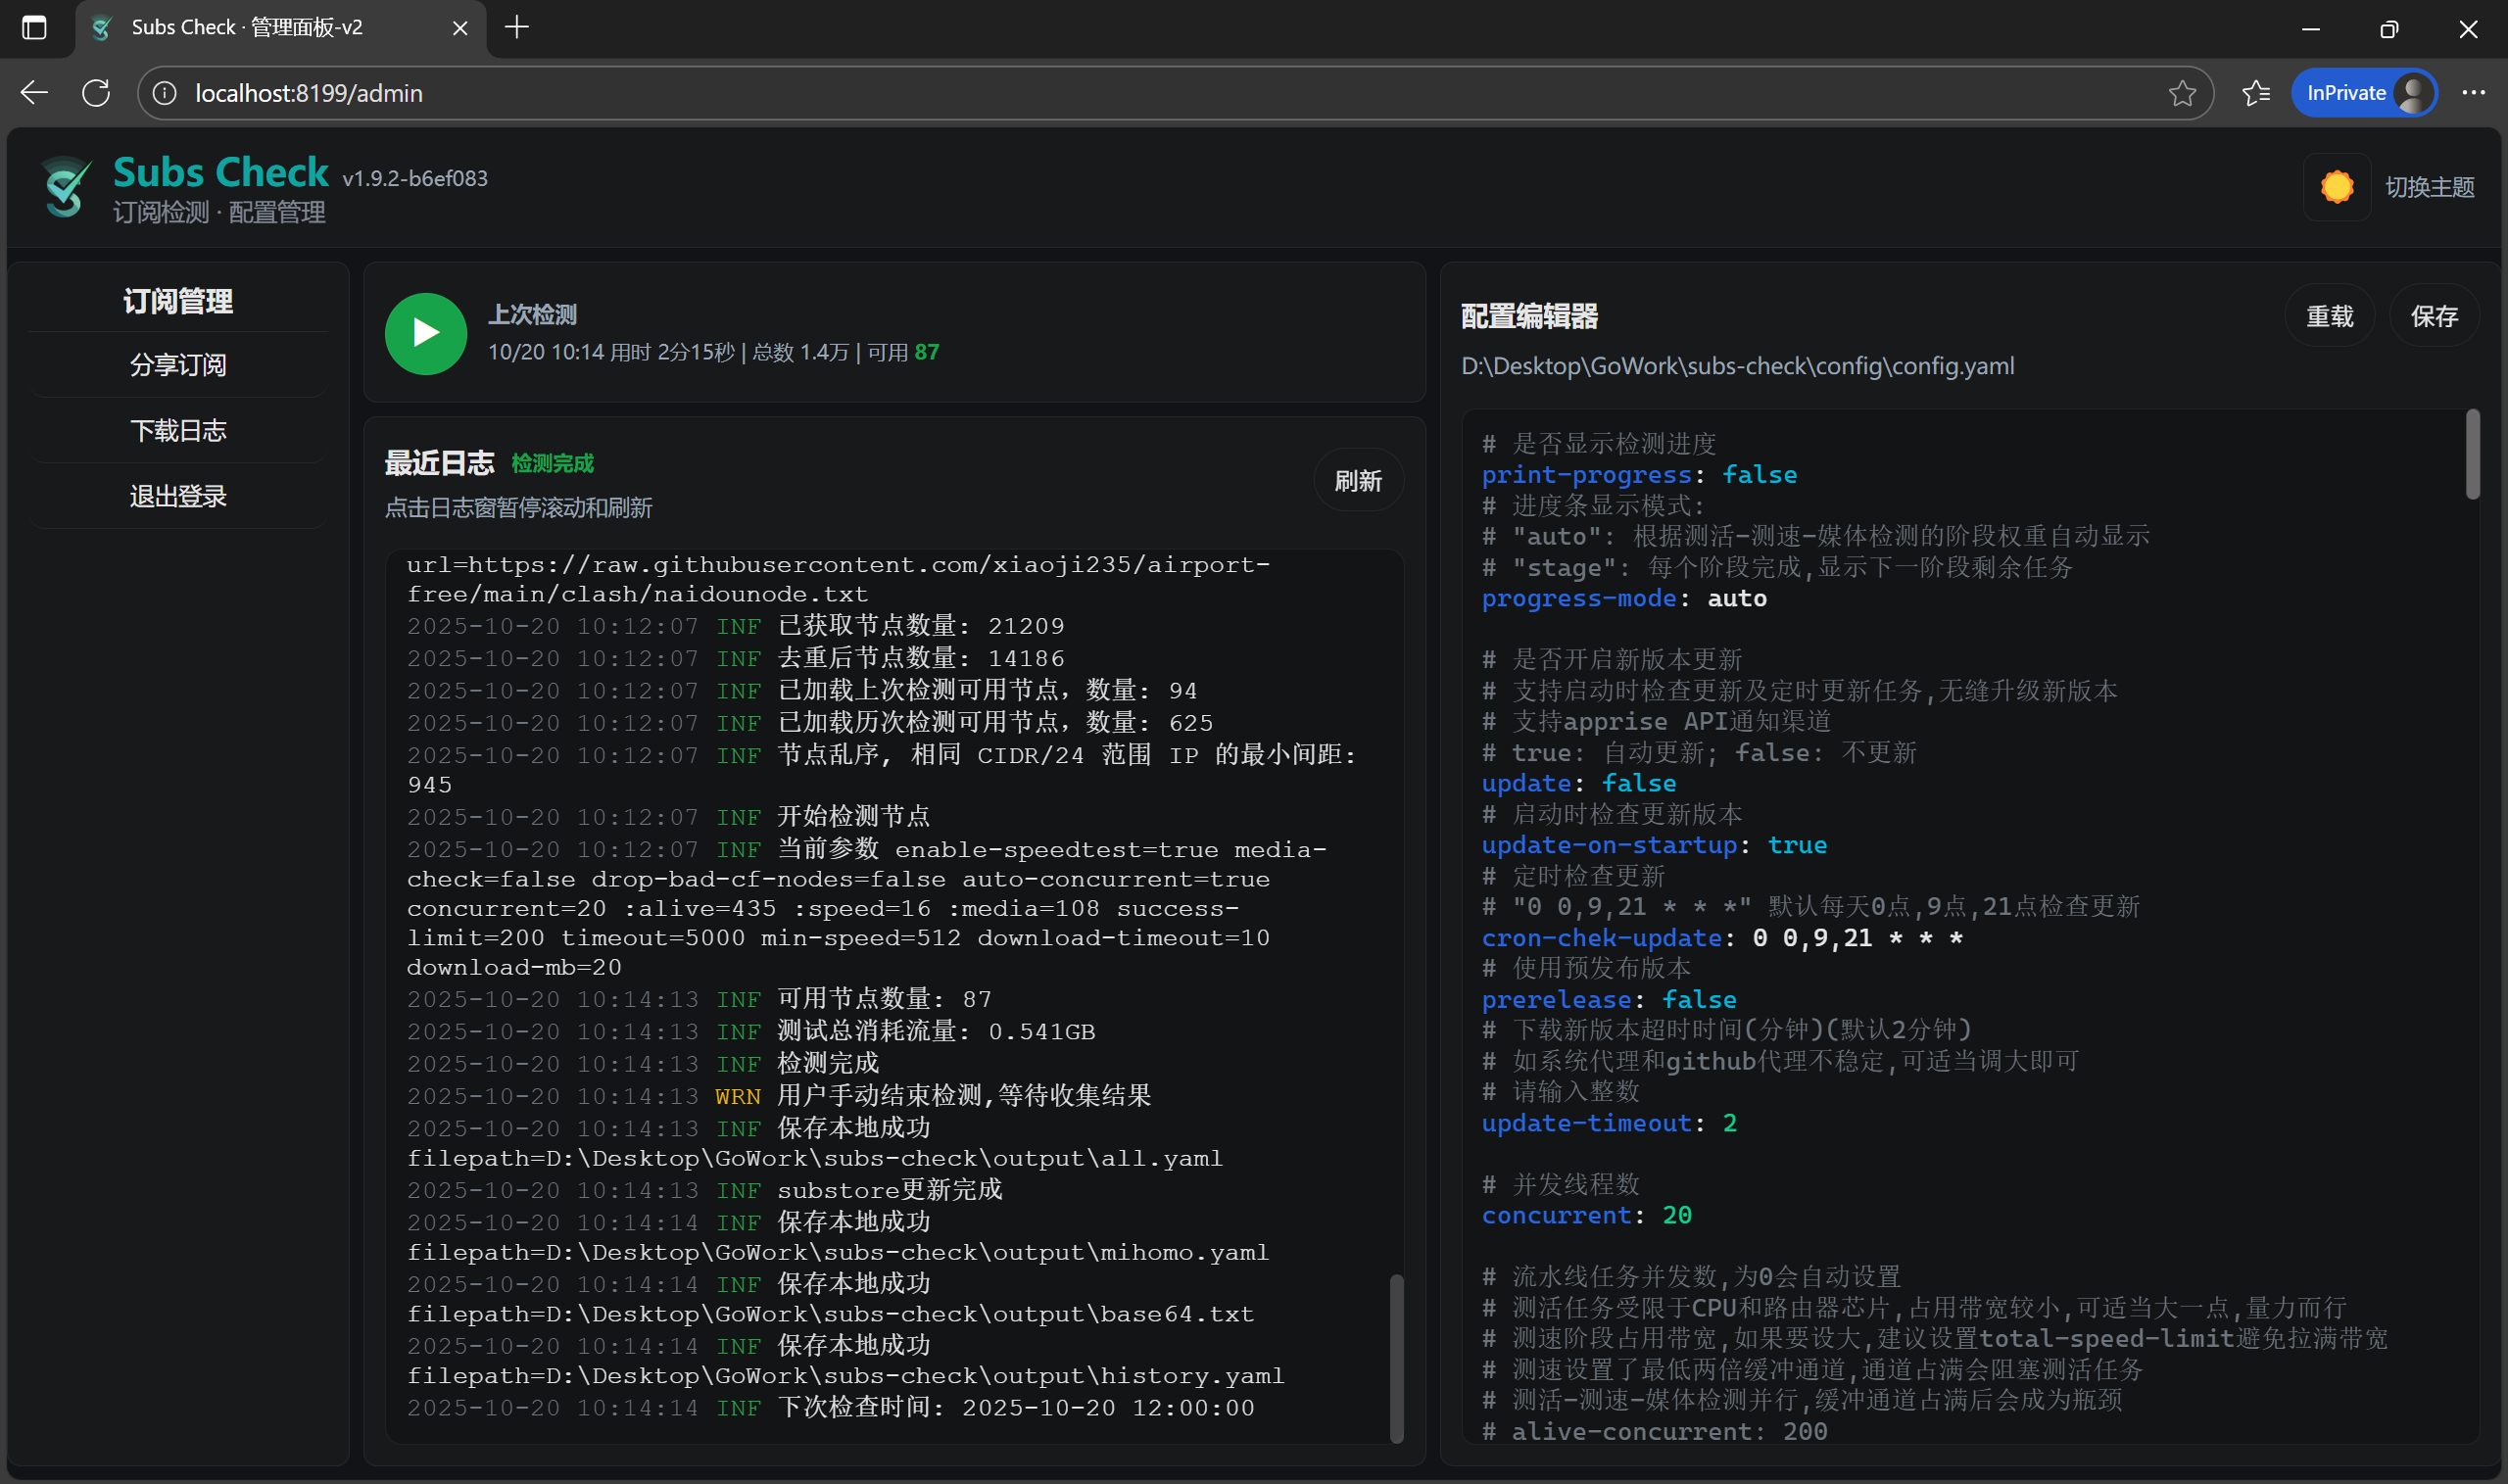 Subs Check · 管理面板-v2
localhost:8199/admin
InPrivate
Subs Check v1.9.2-b6ef083
订阅检测 · 配置管理
切换主题
订阅管理
分享订阅
下载日志
退出登录
上次检测
10/20 10:14 用时 2分15秒 | 总数 1.4万 | 可用 87
最近日志 检测完成
点击日志窗暂停滚动和刷新
刷新
url=https://raw.githubusercontent.com/xiaoji235/airport-
free/main/clash/naidounode.txt
2025-10-20 10:12:07 INF 已获取节点数量: 21209
2025-10-20 10:12:07 INF 去重后节点数量: 14186
2025-10-20 10:12:07 INF 已加载上次检测可用节点，数量: 94
2025-10-20 10:12:07 INF 已加载历次检测可用节点，数量: 625
2025-10-20 10:12:07 INF 节点乱序, 相同 CIDR/24 范围 IP 的最小间距:
945
2025-10-20 10:12:07 INF 开始检测节点
2025-10-20 10:12:07 INF 当前参数 enable-speedtest=true media-
check=false drop-bad-cf-nodes=false auto-concurrent=true
concurrent=20 :alive=435 :speed=16 :media=108 success-
limit=200 timeout=5000 min-speed=512 download-timeout=10
download-mb=20
2025-10-20 10:14:13 INF 可用节点数量: 87
2025-10-20 10:14:13 INF 测试总消耗流量: 0.541GB
2025-10-20 10:14:13 INF 检测完成
2025-10-20 10:14:13 WRN 用户手动结束检测,等待收集结果
2025-10-20 10:14:13 INF 保存本地成功
filepath=D:\Desktop\GoWork\subs-check\output\all.yaml
2025-10-20 10:14:13 INF substore更新完成
2025-10-20 10:14:14 INF 保存本地成功
filepath=D:\Desktop\GoWork\subs-check\output\mihomo.yaml
2025-10-20 10:14:14 INF 保存本地成功
filepath=D:\Desktop\GoWork\subs-check\output\base64.txt
2025-10-20 10:14:14 INF 保存本地成功
filepath=D:\Desktop\GoWork\subs-check\output\history.yaml
2025-10-20 10:14:14 INF 下次检查时间: 2025-10-20 12:00:00
配置编辑器
重载
保存
D:\Desktop\GoWork\subs-check\config\config.yaml
# 是否显示检测进度
print-progress: false
# 进度条显示模式:
# "auto": 根据测活-测速-媒体检测的阶段权重自动显示
# "stage": 每个阶段完成,显示下一阶段剩余任务
progress-mode: auto
# 是否开启新版本更新
# 支持启动时检查更新及定时更新任务,无缝升级新版本
# 支持apprise API通知渠道
# true: 自动更新; false: 不更新
update: false
# 启动时检查更新版本
update-on-startup: true
# 定时检查更新
# "0 0,9,21 * * *" 默认每天0点,9点,21点检查更新
cron-chek-update: 0 0,9,21 * * *
# 使用预发布版本
prerelease: false
# 下载新版本超时时间(分钟)(默认2分钟)
# 如系统代理和github代理不稳定,可适当调大即可
# 请输入整数
update-timeout: 2
# 并发线程数
concurrent: 20
# 流水线任务并发数,为0会自动设置
# 测活任务受限于CPU和路由器芯片,占用带宽较小,可适当大一点,量力而行
# 测速阶段占用带宽,如果要设大,建议设置total-speed-limit避免拉满带宽
# 测速设置了最低两倍缓冲通道,通道占满会阻塞测活任务
# 测活-测速-媒体检测并行,缓冲通道占满后会成为瓶颈
# alive-concurrent: 200